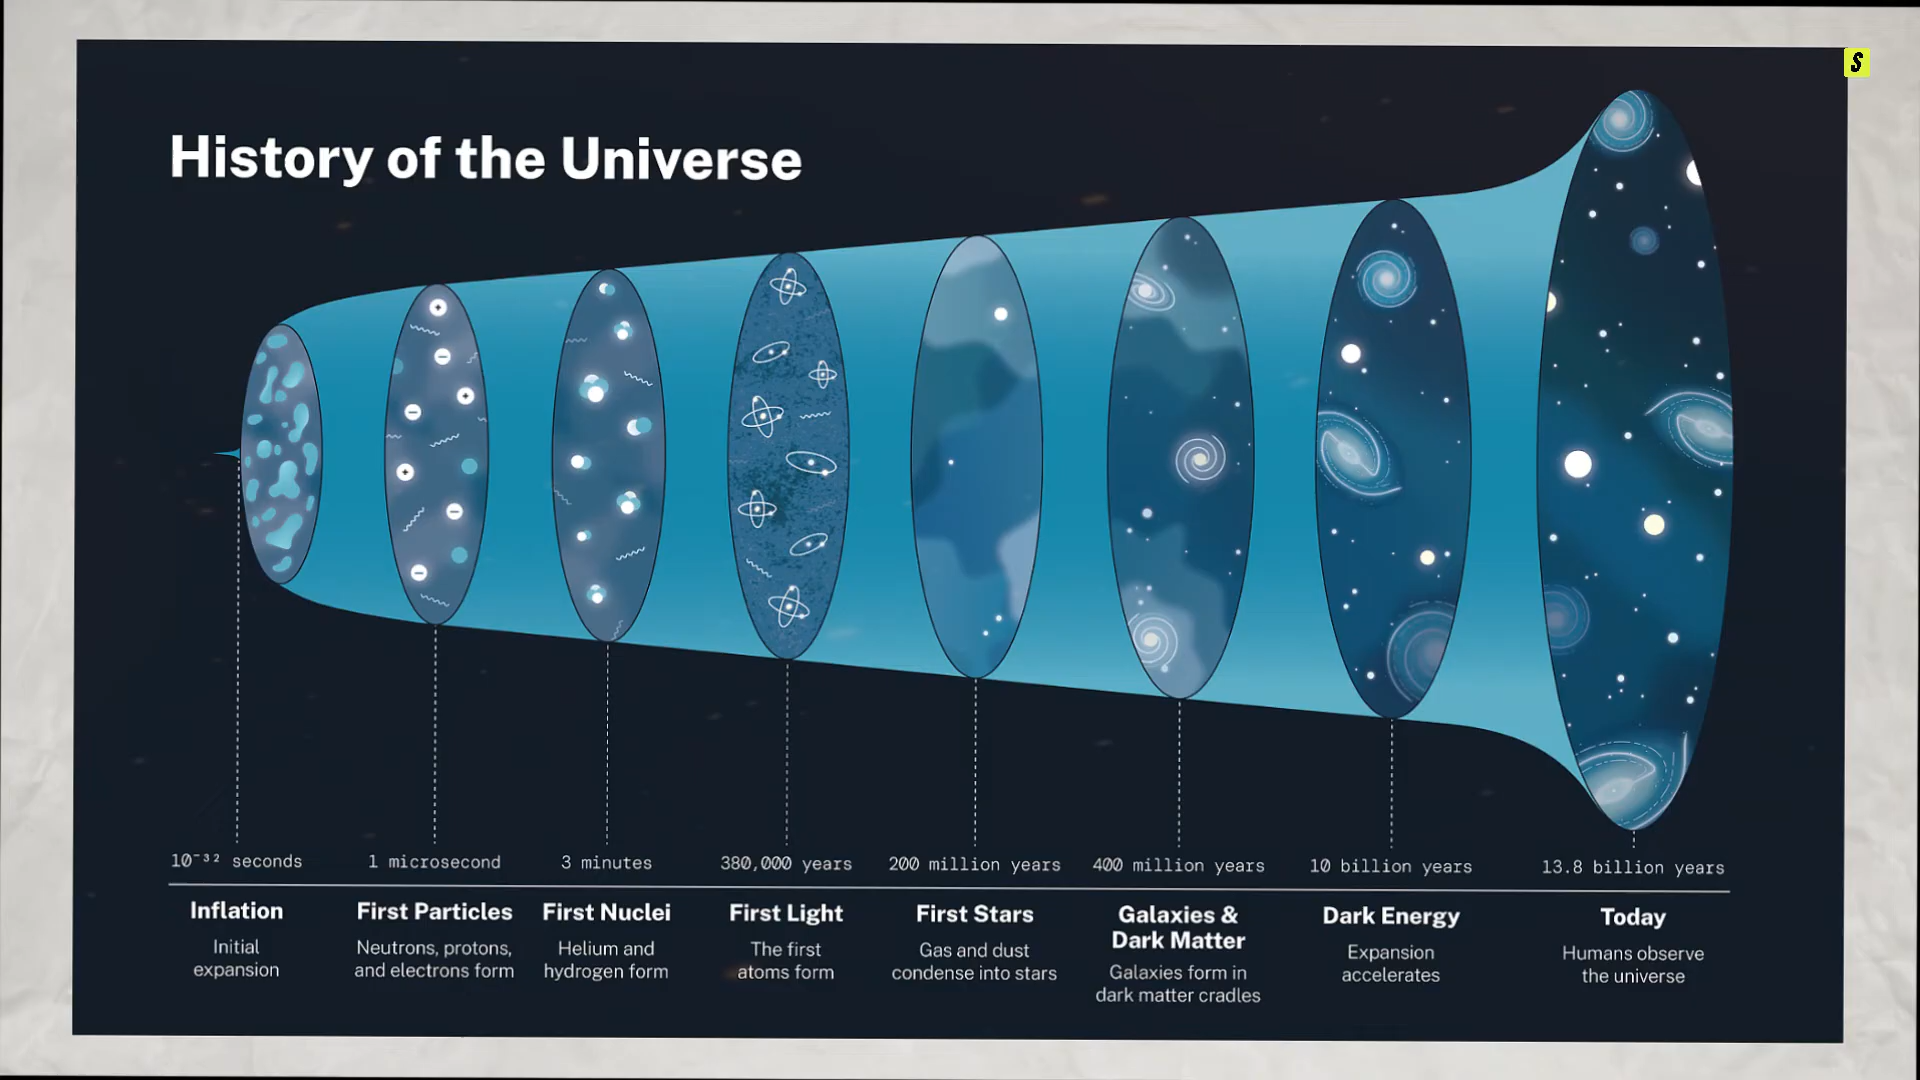 S
History of the Universe
10⁻³² seconds
1 microsecond
3 minutes
380,000 years
200 million years
400 million years
10 billion years
13.8 billion years
Inflation
Initial
expansion
First Particles
Neutrons, protons,
and electrons form
First Nuclei
Helium and
hydrogen form
First Light
The first
atoms form
First Stars
Gas and dust
condense into stars
Galaxies &
Dark Matter
Galaxies form in
dark matter cradles
Dark Energy
Expansion
accelerates
Today
Humans observe
the universe